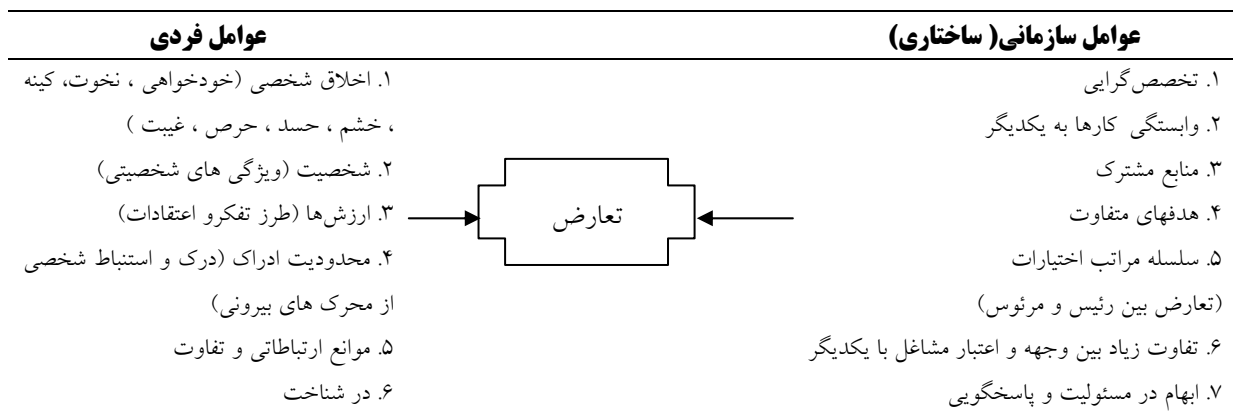 عوامل سازمانی( ساختاری)
۱. تخصص‌گرایی
۲. وابستگی کارها به یکدیگر
۳. منابع مشترک
۴. هدفهای متفاوت
۵. سلسله مراتب اختیارات
(تعارض بین رئیس و مرئوس)
۶. تفاوت زیاد بین وجهه و اعتبار مشاغل با یکدیگر
۷. ابهام در مسئولیت و پاسخگویی
تعارض
عوامل فردی
۱. اخلاق شخصی (خودخواهی ، نخوت، کینه
، خشم ، حسد ، حرص ، غیبت )
۲. شخصیت (ویژگی های شخصیتی)
۳. ارزش‌ها (طرز تفکرو اعتقادات)
۴. محدودیت ادراک (درک و استنباط شخصی
از محرک های بیرونی)
۵. موانع ارتباطاتی و تفاوت
۶. در شناخت